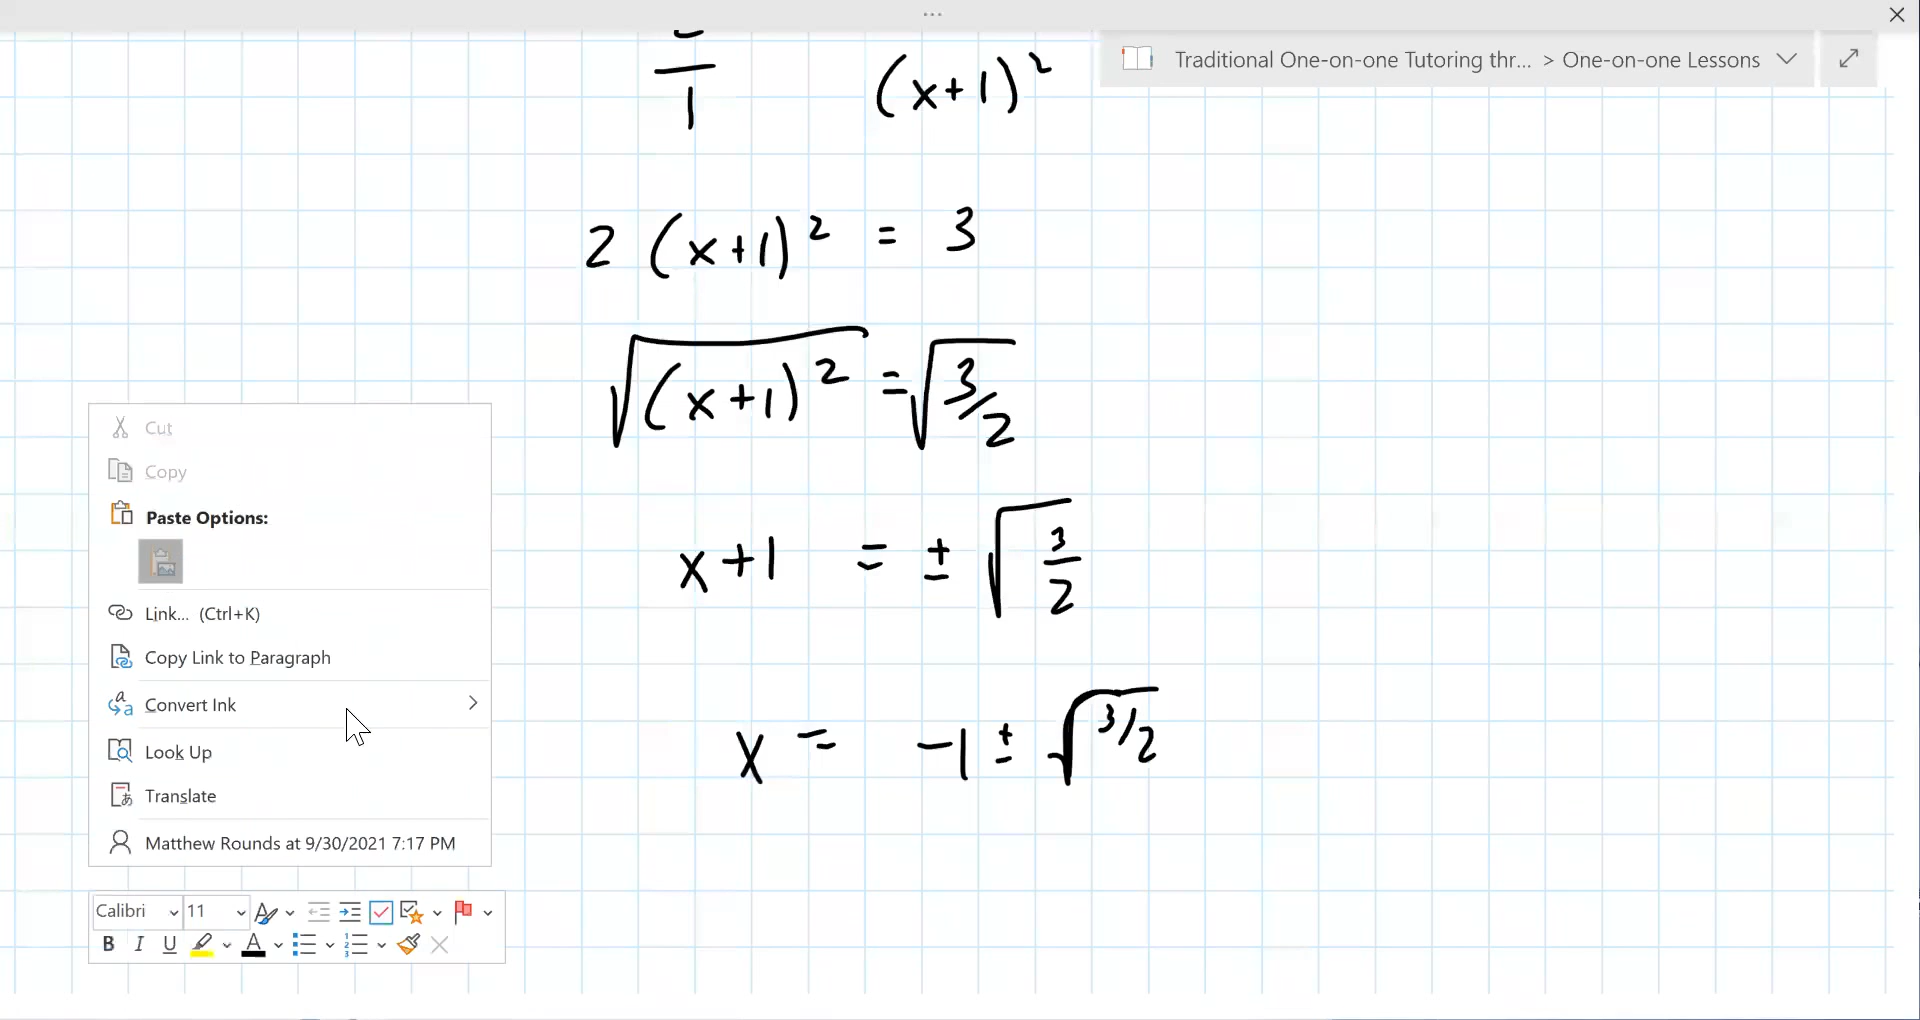 ...
Traditional One-on-one Tutoring thr... > One-on-one Lessons
1
(x+1)²
2 (x+1)² = 3
√(x+1)² = √3/2
x+1 = ± √3/2
x = -1 ± √3/2
Cut
Copy
Paste Options:
Link... (Ctrl+K)
Copy Link to Paragraph
Convert Ink
Look Up
Translate
Matthew Rounds at 9/30/2021 7:17 PM
Calibri 11
B I U A